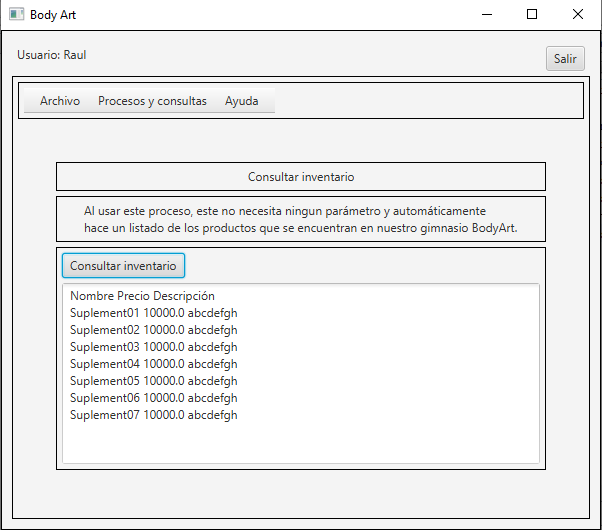 Body Art
Usuario: Raul
Salir
Archivo Procesos y consultas Ayuda
Consultar inventario
Al usar este proceso, este no necesita ningun parámetro y automáticamente
hace un listado de los productos que se encuentran en nuestro gimnasio BodyArt.
Consultar inventario
Nombre Precio Descripción
Suplement01 10000.0 abcdefgh
Suplement02 10000.0 abcdefgh
Suplement03 10000.0 abcdefgh
Suplement04 10000.0 abcdefgh
Suplement05 10000.0 abcdefgh
Suplement06 10000.0 abcdefgh
Suplement07 10000.0 abcdefgh